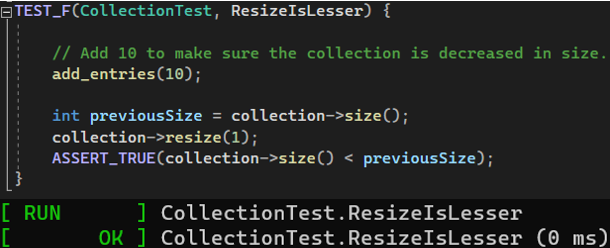 TEST_F(CollectionTest, ResizeIsLesser) {
// Add 10 to make sure the collection is decreased in size.
add_entries(10);
int previousSize = collection->size();
collection->resize(1);
ASSERT_TRUE(collection->size() < previousSize);
}
[ RUN      ] CollectionTest.ResizeIsLesser
[       OK ] CollectionTest.ResizeIsLesser (0 ms)